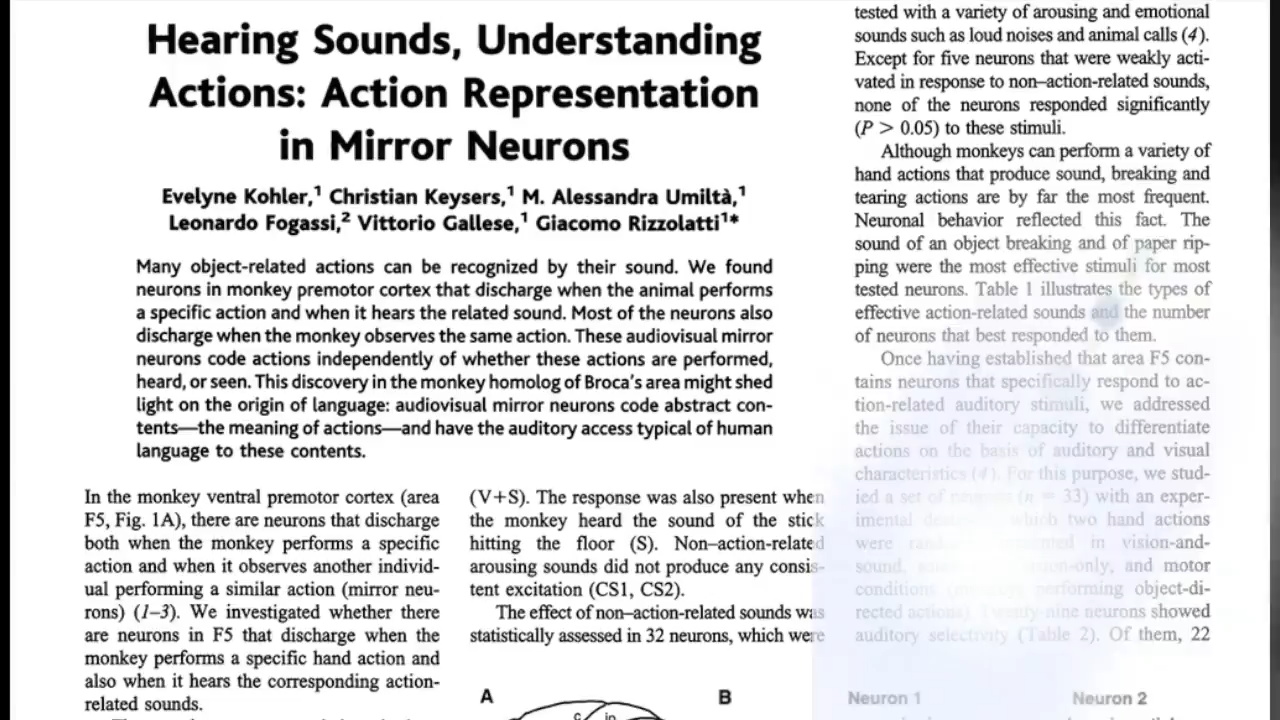 Hearing Sounds, Understanding
Actions: Action Representation
in Mirror Neurons
Evelyne Kohler,¹ Christian Keysers,¹ M. Alessandra Umiltà,¹
Leonardo Fogassi,² Vittorio Gallese,¹ Giacomo Rizzolatti¹*
Many object-related actions can be recognized by their sound. We found
neurons in monkey premotor cortex that discharge when the animal performs
a specific action and when it hears the related sound. Most of the neurons also
discharge when the monkey observes the same action. These audiovisual mirror
neurons code actions independently of whether these actions are performed,
heard, or seen. This discovery in the monkey homolog of Broca's area might shed
light on the origin of language: audiovisual mirror neurons code abstract con-
tents—the meaning of actions—and have the auditory access typical of human
language to these contents.
In the monkey ventral premotor cortex (area
F5, Fig. 1A), there are neurons that discharge
both when the monkey performs a specific
action and when it observes another individ-
ual performing a similar action (mirror neu-
rons) (1–3). We investigated whether there
are neurons in F5 that discharge when the
monkey performs a specific hand action and
also when it hears the corresponding action-
related sounds.
(V+S). The response was also present when
the monkey heard the sound of the stick
hitting the floor (S). Non–action-related
arousing sounds did not produce any consis-
tent excitation (CS1, CS2).
The effect of non–action-related sounds was
statistically assessed in 32 neurons, which were
A
B
tested with a variety of arousing and emotional
sounds such as loud noises and animal calls (4).
Except for five neurons that were weakly acti-
vated in response to non–action-related sounds,
none of the neurons responded significantly
(P > 0.05) to these stimuli.
Although monkeys can perform a variety of
hand actions that produce sound, breaking and
tearing actions are by far the most frequent.
Neuronal behavior reflected this fact. The
sound of an object breaking and of paper rip-
ping were the most effective stimuli for most
tested neurons. Table 1 illustrates the types of
effective action-related sounds and the number
of neurons that best responded to them.
Once having established that area F5 con-
tains neurons that specifically respond to ac-
tion-related auditory stimuli, we addressed
the issue of their capacity to differentiate
actions on the basis of auditory and visual
characteristics (4). For this purpose, we stud-
ied a set of (n = 33) with an exper-
imental which two hand actions
were in vision-and-
sound, and motor
performing object-di-
rected neurons showed
auditory selectivity (Table 2). Of them, 22
Neuron 1
Neuron 2